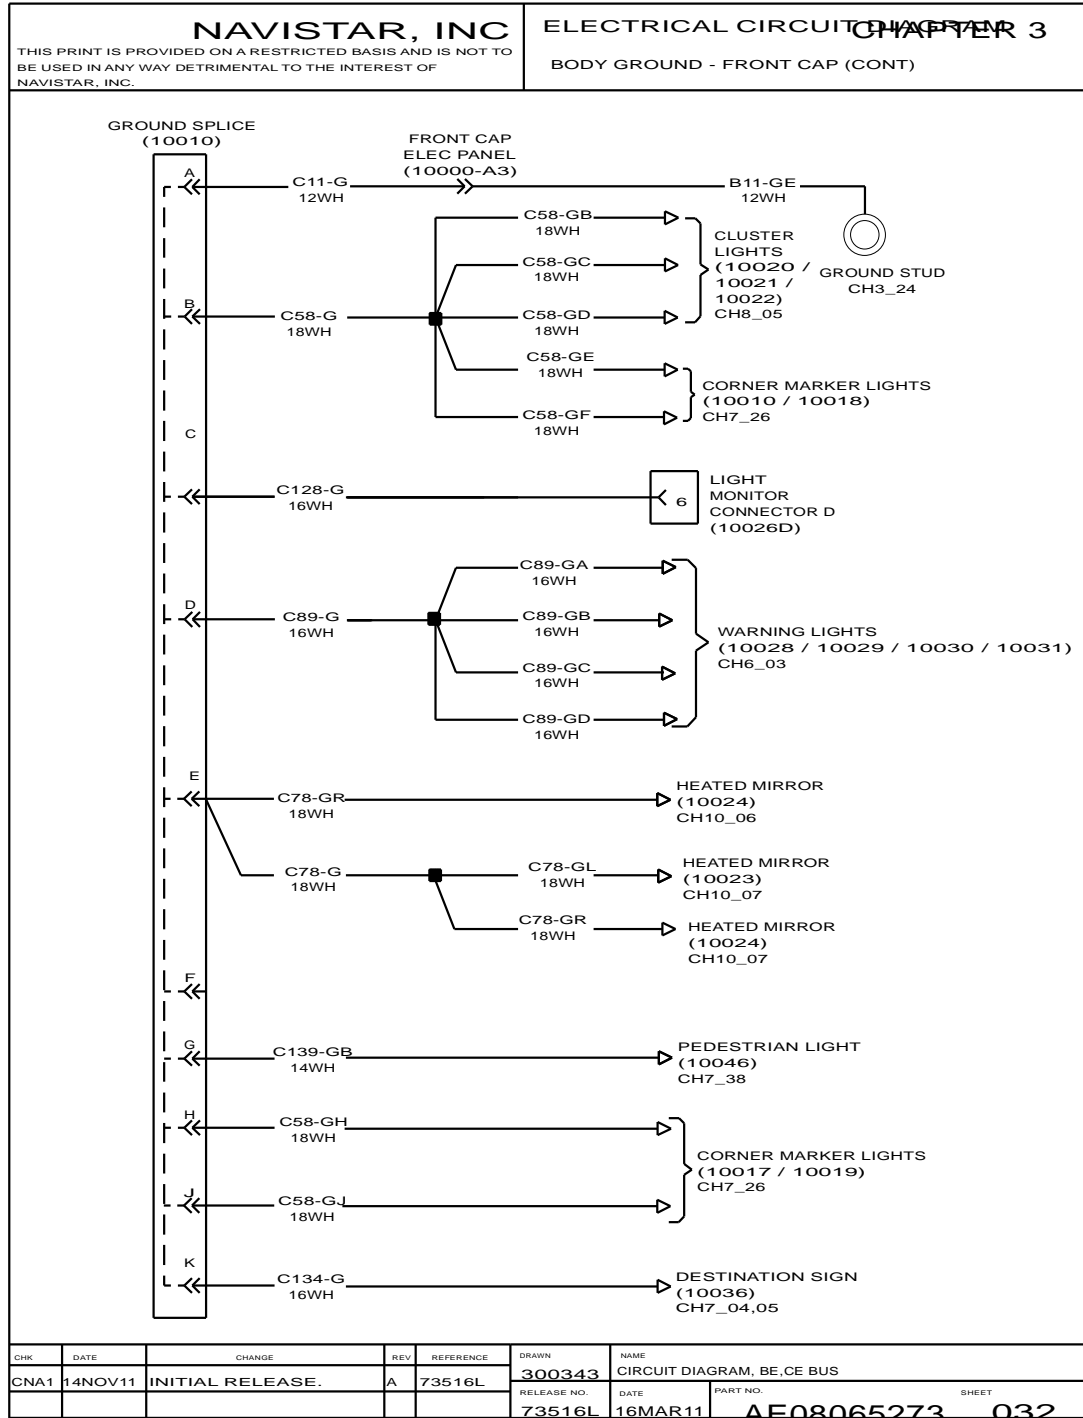 NAVISTAR, INC
THIS PRINT IS PROVIDED ON A RESTRICTED BASIS AND IS NOT TO
BE USED IN ANY WAY DETRIMENTAL TO THE INTEREST OF
NAVISTAR, INC.
ELECTRICAL CIRCUIT DIAGRAM
CHAPTER 3
BODY GROUND - FRONT CAP (CONT)
GROUND SPLICE
(10010)
FRONT CAP
ELEC PANEL
(10000-A3)
A
C11-G
12WH
B11-GE
12WH
GROUND STUD
CH3_24
C58-GB
18WH
C58-GC
18WH
CLUSTER
LIGHTS
(10020 /
10021 /
10022)
CH8_05
B
C58-G
18WH
C58-GD
18WH
C58-GE
18WH
C58-GF
18WH
CORNER MARKER LIGHTS
(10010 / 10018)
CH7_26
C
C128-G
16WH
6
LIGHT
MONITOR
CONNECTOR D
(10026D)
C89-GA
16WH
D
C89-G
16WH
C89-GB
16WH
C89-GC
16WH
C89-GD
16WH
WARNING LIGHTS
(10028 / 10029 / 10030 / 10031)
CH6_03
E
C78-GR
18WH
HEATED MIRROR
(10024)
CH10_06
C78-G
18WH
C78-GL
18WH
HEATED MIRROR
(10023)
CH10_07
C78-GR
18WH
HEATED MIRROR
(10024)
CH10_07
F
G
C139-GB
14WH
PEDESTRIAN LIGHT
(10046)
CH7_38
H
C58-GH
18WH
CORNER MARKER LIGHTS
(10017 / 10019)
CH7_26
J
C58-GJ
18WH
K
C134-G
16WH
DESTINATION SIGN
(10036)
CH7_04,05
CHK DATE CHANGE REV REFERENCE
CNA1 14NOV11 INITIAL RELEASE. A 73516L
DRAWN
300343
NAME
CIRCUIT DIAGRAM, BE,CE BUS
RELEASE NO.
73516L
DATE
16MAR11
PART NO.
AE08065273
SHEET
032